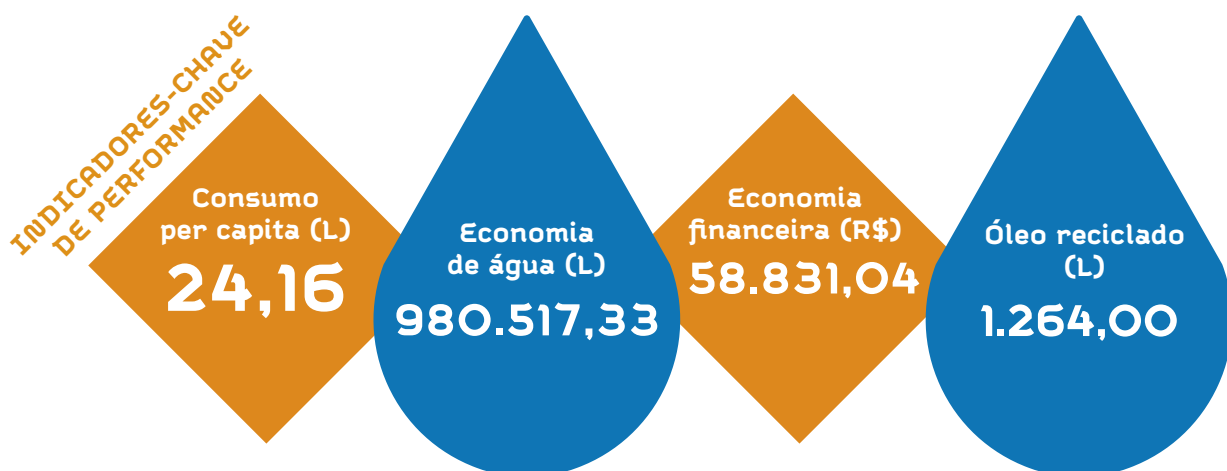 INDICADORES-CHAVE
DE PERFORMANCE
Consumo
per capita (L)
24,16
Economia
de água (L)
980.517,33
Economia
financeira (R$)
58.831,04
Óleo reciclado
(L)
1.264,00